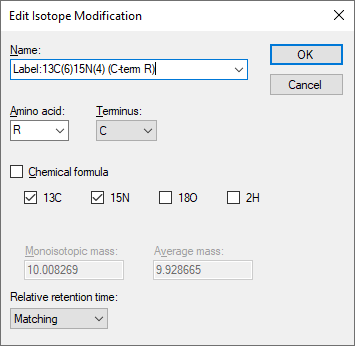 Edit Isotope Modification
Name:
Label:13C(6)15N(4) (C-term R)
OK
Cancel
Amino acid:
Terminus:
R
C
Chemical formula
13C
15N
18O
2H
Monoisotopic mass:
Average mass:
10.008269
9.928665
Relative retention time:
Matching